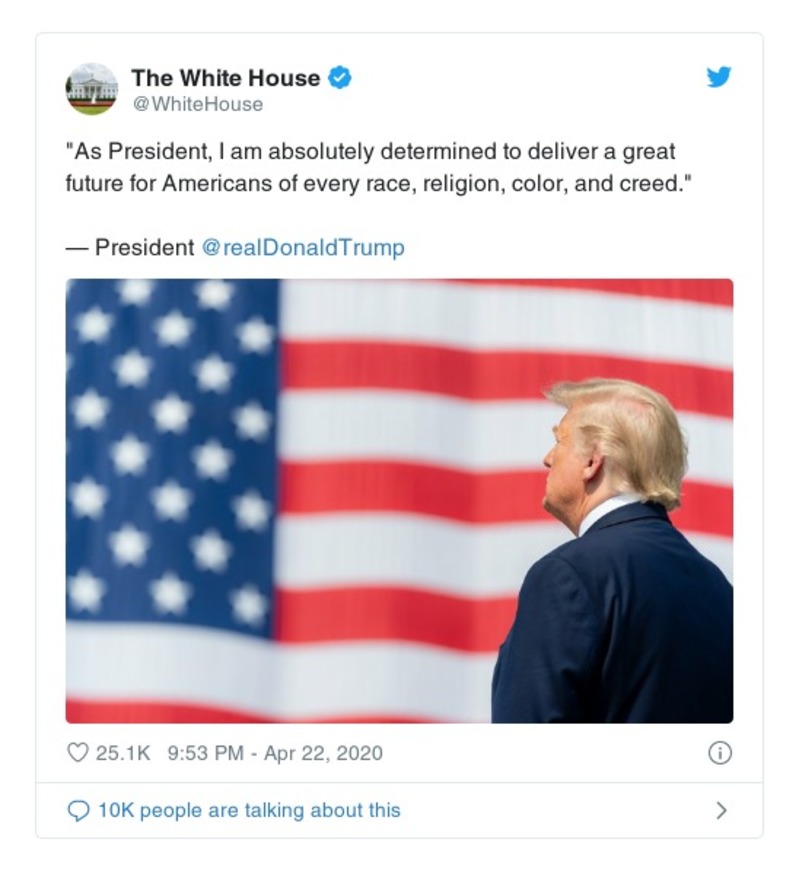 The White House
@WhiteHouse
"As President, I am absolutely determined to deliver a great
future for Americans of every race, religion, color, and creed."
— President @realDonaldTrump
25.1K 9:53 PM - Apr 22, 2020
10K people are talking about this